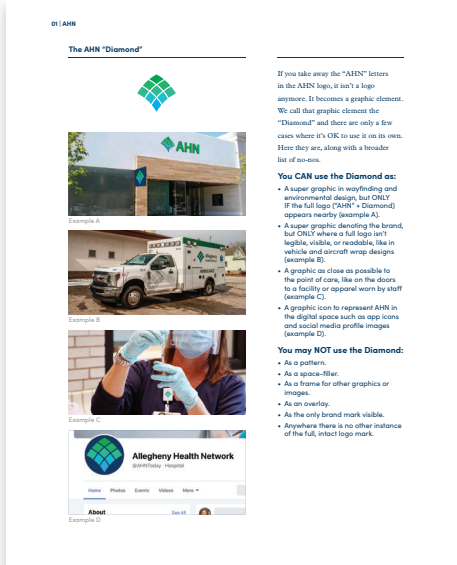 01 | AHN
The AHN "Diamond"
AHN
Example A
Allegheny
AMBULANCE
Example B
Example C
Allegheny Health Network
@AHNToday · Hospital
Home Photos Events Videos More
About See All
Example D
If you take away the “AHN” letters
in the AHN logo, it isn’t a logo
anymore. It becomes a graphic element.
We call that graphic element the
“Diamond” and there are only a few
cases where it’s OK to use it on its own.
Here they are, along with a broader
list of no-nos.
You CAN use the Diamond as:
• A super graphic in wayfinding and
environmental design, but ONLY
IF the full logo (“AHN” + Diamond)
appears nearby (example A).
• A super graphic denoting the brand,
but ONLY where a full logo isn’t
legible, visible, or readable, like in
vehicle and aircraft wrap designs
(example B).
• A graphic as close as possible to
the point of care, like on the doors
to a facility or apparel worn by staff
(example C).
• A graphic icon to represent AHN in
the digital space such as app icons
and social media profile images
(example D).
You may NOT use the Diamond:
• As a pattern.
• As a space-filler.
• As a frame for other graphics or
images.
• As an overlay.
• As the only brand mark visible.
• Anywhere there is no other instance
of the full, intact logo mark.